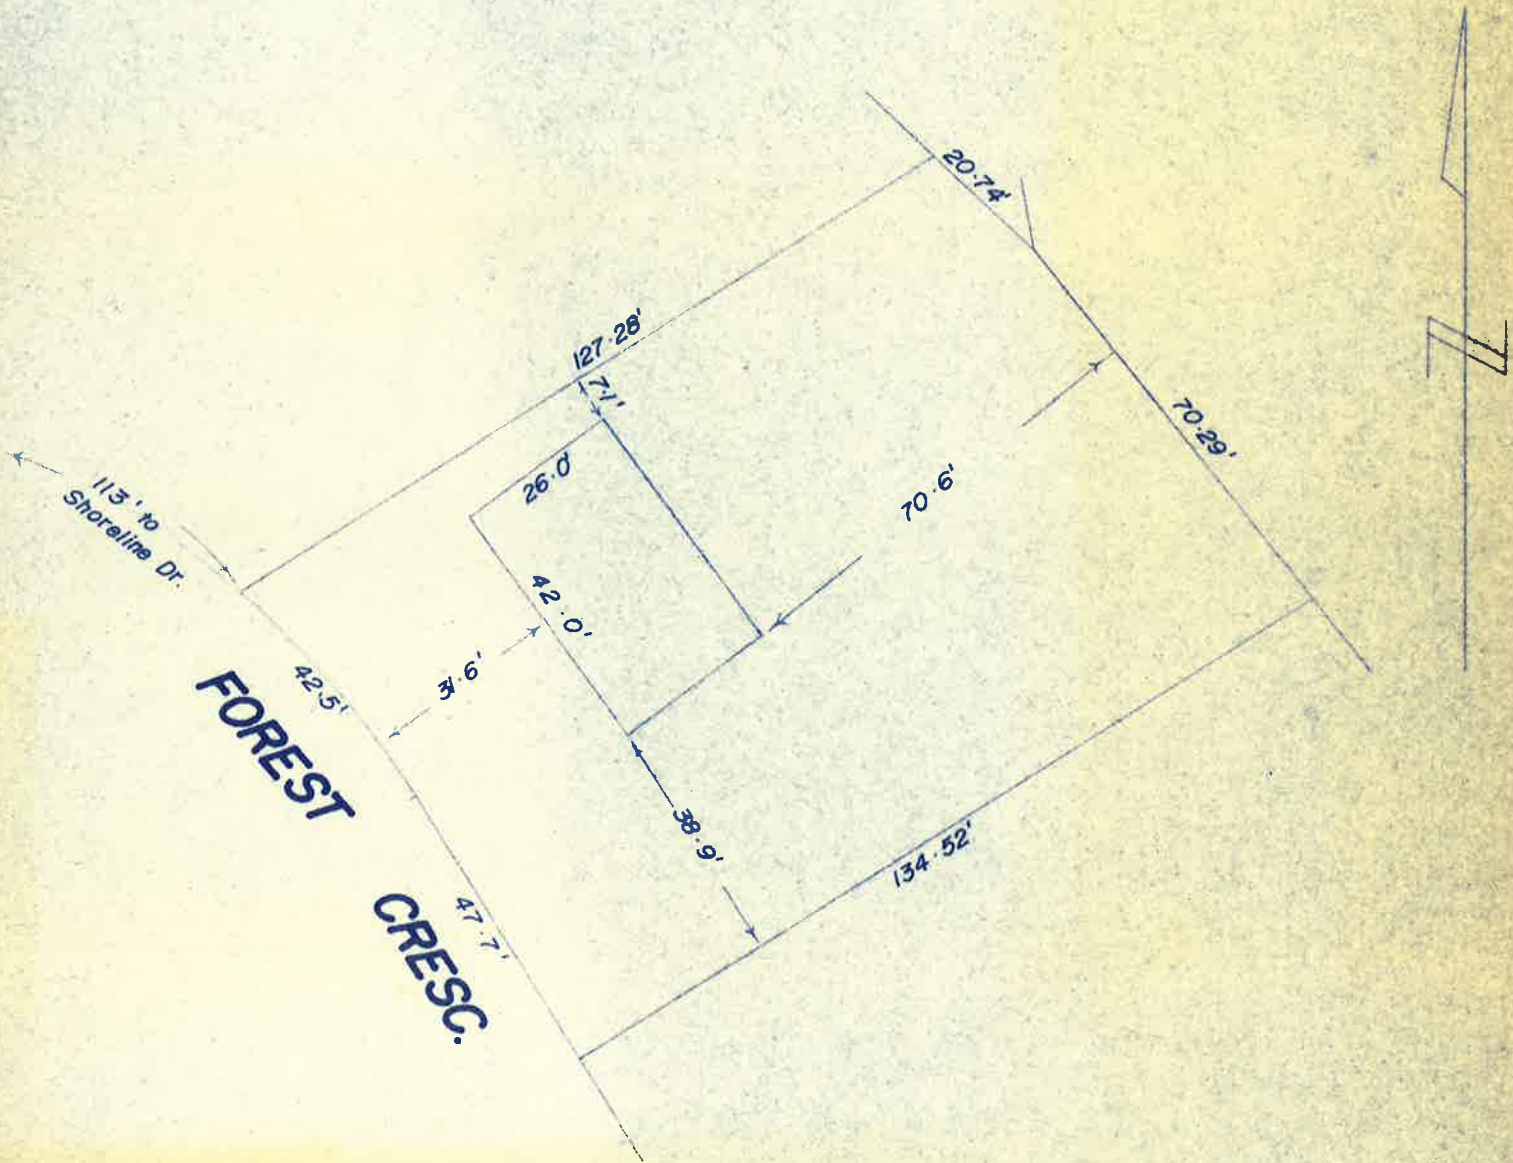 20.74'
127.28'
7.1'
26.0'
70.29'
70.6'
113' to
Shoreline Dr.
42.0'
31.6'
42.5'
FOREST
CRESC.
38.9'
134.52'
47.7'
N